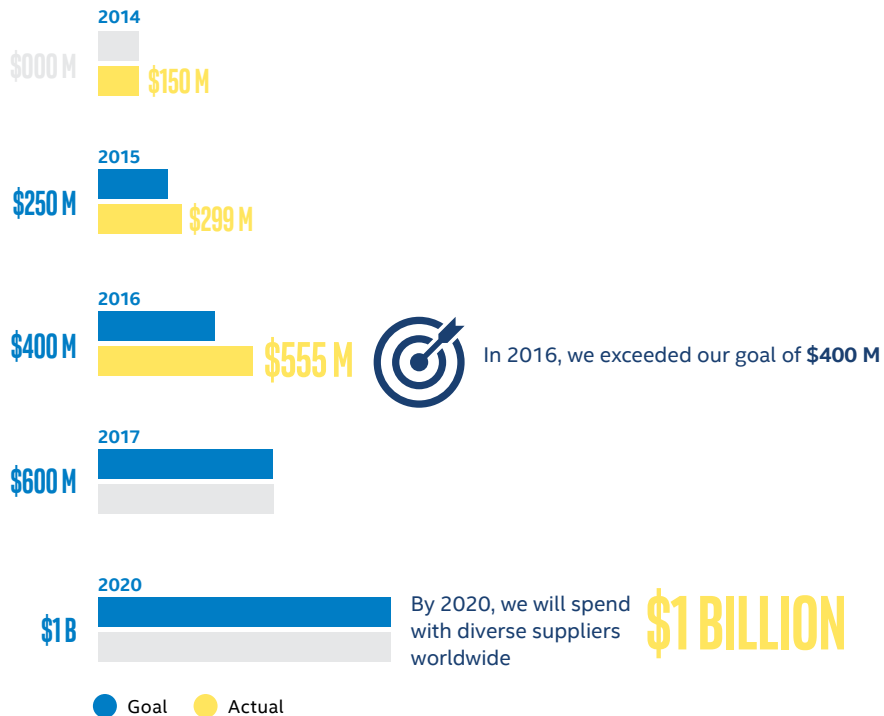 2014
$000 M
$150 M
2015
$250 M
$299 M
2016
$400 M
$555 M
In 2016, we exceeded our goal of $400 M
2017
$600 M
2020
$1 B
By 2020, we will spend
with diverse suppliers
worldwide
$1 BILLION
Goal
Actual